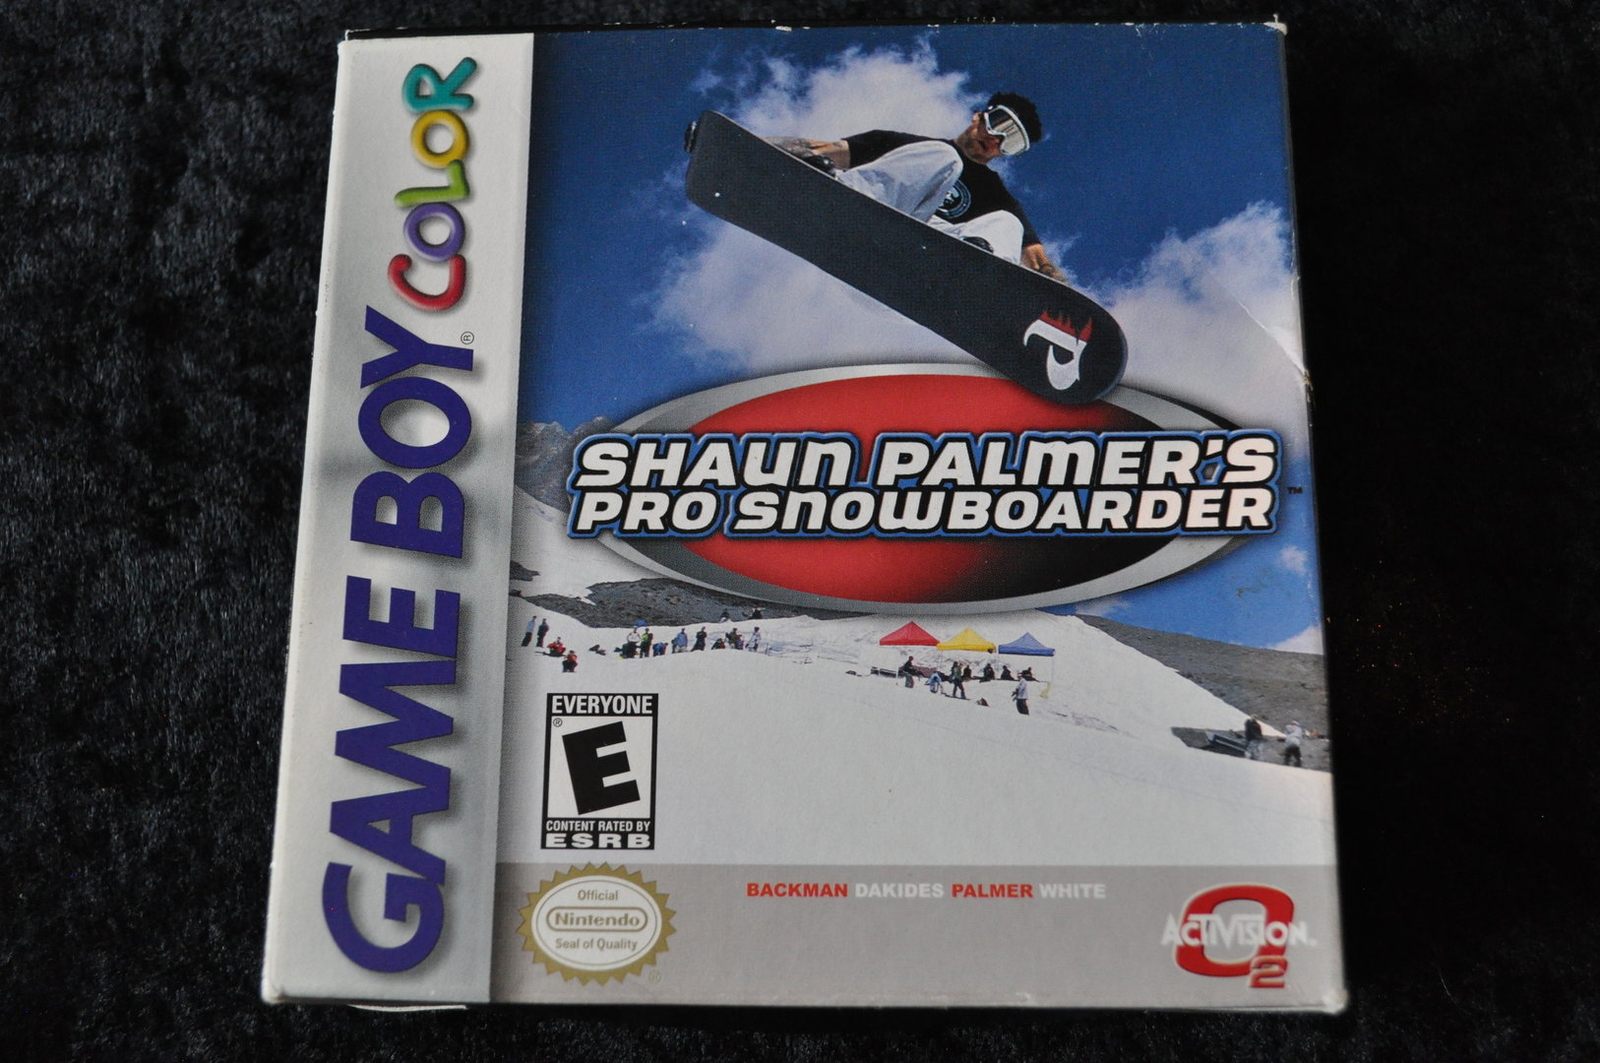 GAME BOY COLOR
®
SHAUN PALMER'S
PRO SNOWBOARDER
™
EVERYONE
®
E
CONTENT RATED BY
ESRB
Official
Nintendo
Seal of Quality
BACKMAN DAKIDES PALMER WHITE
ACTIVISION.
O2